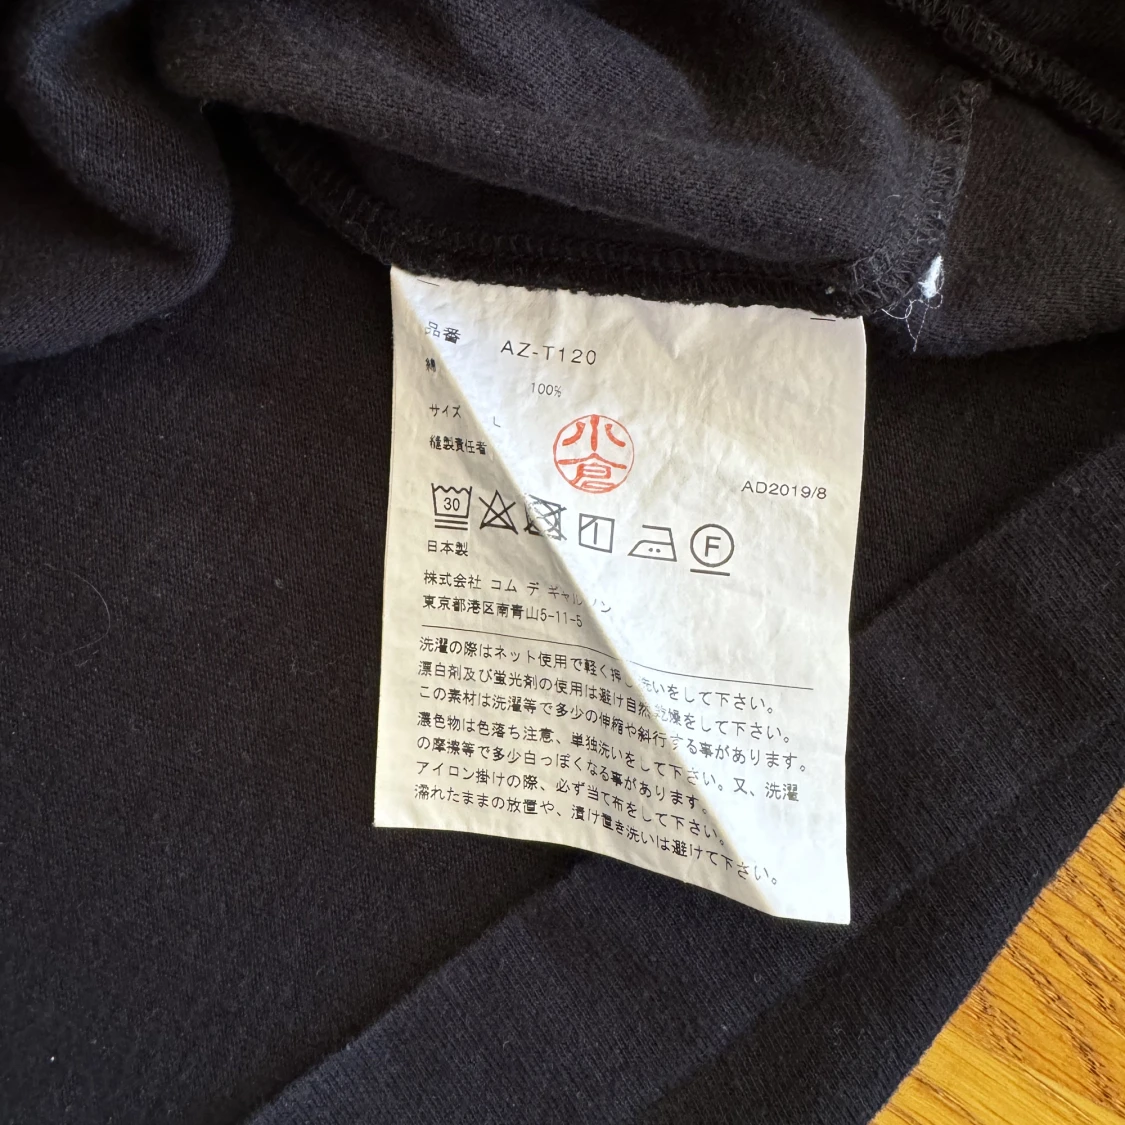 品番 AZ-T120
綿 100%
サイズ L
縫製責任者 小倉
AD2019/8
30
F
日本製
株式会社 コム デ ギャルソン
東京都港区南青山5-11-5
洗濯の際はネット使用で軽く押し洗いをして下さい。
漂白剤及び蛍光剤の使用は避け自然乾燥をして下さい。
この素材は洗濯等で多少の伸縮や斜行する事があります。
濃色物は色落ち注意、単独洗いをして下さい。又、洗濯
の摩擦等で多少白っぽくなる事があります。
アイロン掛けの際、必ず当て布をして下さい。
濡れたままの放置や、漬け置き洗いは避けて下さい。